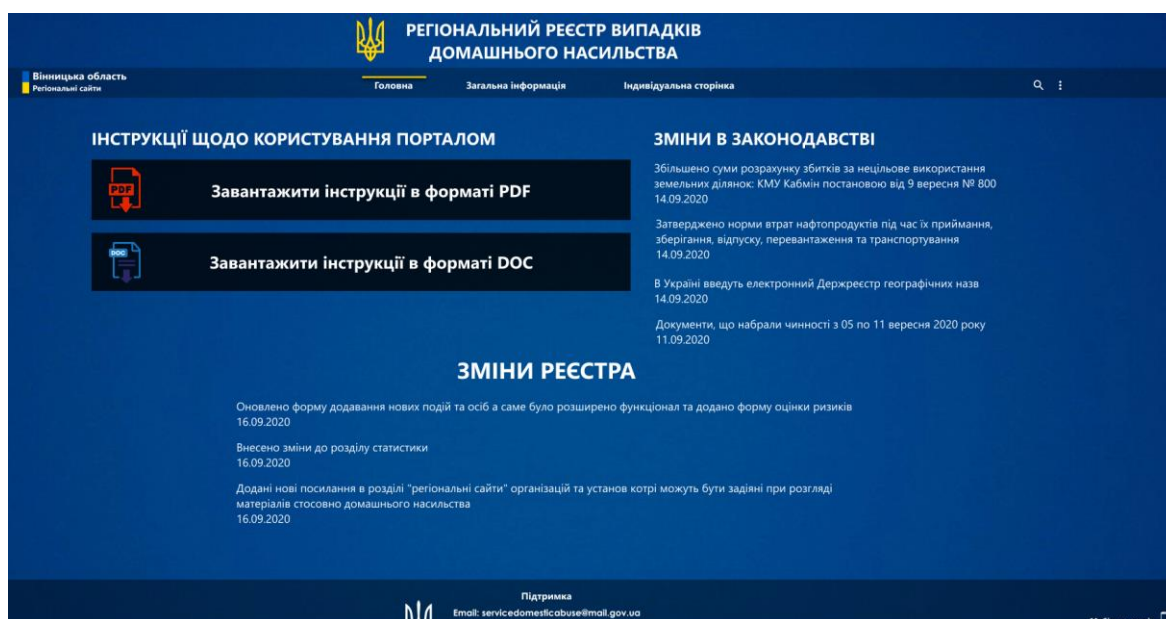 РЕГІОНАЛЬНИЙ РЕЄСТР ВИПАДКІВ
ДОМАШНЬОГО НАСИЛЬСТВА
Вінницька область
Регіональні сайти
Головна
Загальна інформація
Індивідуальна сторінка
ІНСТРУКЦІЇ ЩОДО КОРИСТУВАННЯ ПОРТАЛОМ
PDF
Завантажити інструкції в форматі PDF
DOC
Завантажити інструкції в форматі DOC
ЗМІНИ В ЗАКОНОДАВСТВІ
Збільшено суми розрахунку збитків за нецільове використання
земельних ділянок: КМУ Кабмін постановою від 9 вересня № 800
14.09.2020
Затверджено норми втрат нафтопродуктів під час їх приймання,
зберігання, відпуску, перевантаження та транспортування
14.09.2020
В Україні введуть електронний Держреєстр географічних назв
14.09.2020
Документи, що набрали чинності з 05 по 11 вересня 2020 року
11.09.2020
ЗМІНИ РЕЄСТРА
Оновлено форму додавання нових подій та осіб а саме було розширено функціонал та додано форму оцінки ризиків
16.09.2020
Внесено зміни до розділу статистики
16.09.2020
Додані нові посилання в розділі "регіональні сайти" організацій та установ котрі можуть бути задіяні при розгляді
матеріалів стосовно домашнього насильства
16.09.2020
Підтримка
Email: servicedomesticabuse@mail.gov.ua